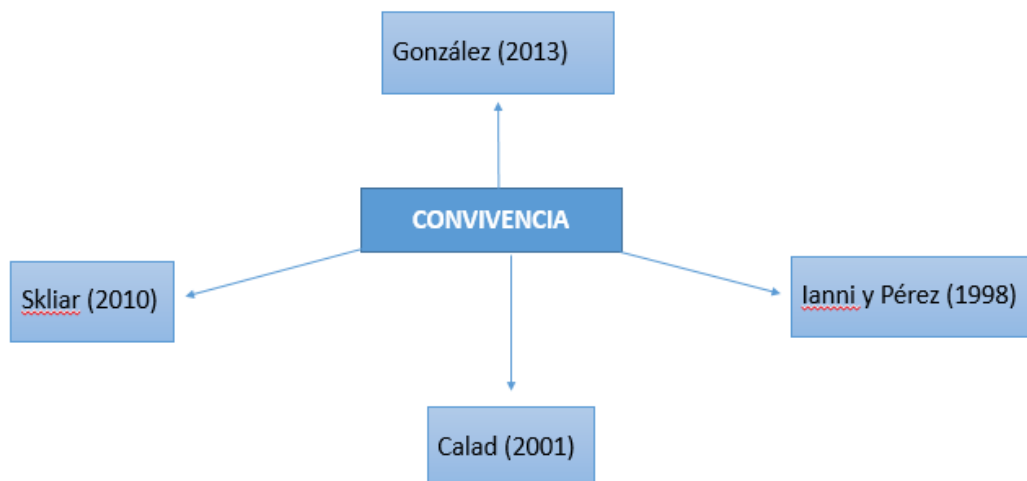 González (2013)
CONVIVENCIA
Skliar (2010)
Ianni y Pérez (1998)
Calad (2001)